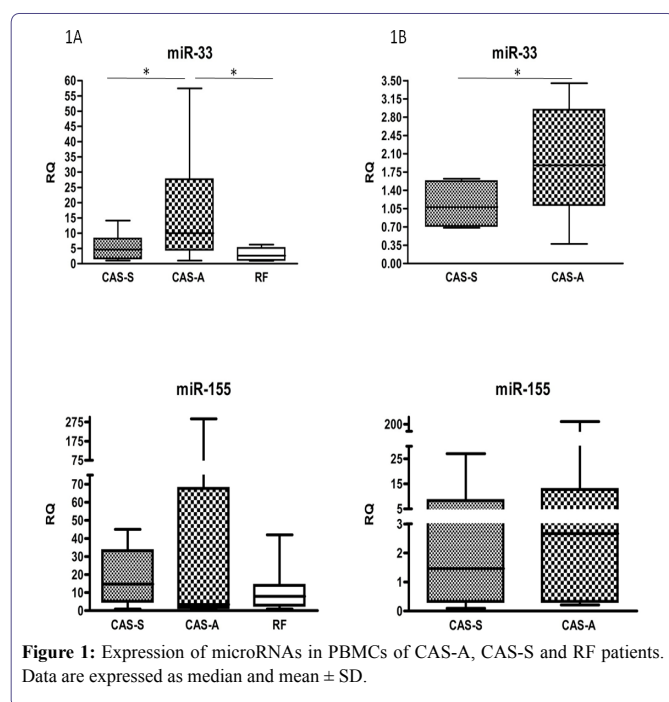 1A
miR-33
* *
60
55
50
45
40
35
30
25
20
15
10
5
0
RQ
CAS-S CAS-A RF
1B
miR-33
*
3.50
3.15
2.80
2.45
2.10
1.75
1.40
1.05
0.70
0.35
0.00
RQ
CAS-S CAS-A
miR-155
275
175
75
70
60
50
40
30
20
10
0
RQ
CAS-S CAS-A RF
miR-155
200
25
15
5
3
2
1
0
RQ
CAS-S CAS-A
Figure 1: Expression of microRNAs in PBMCs of CAS-A, CAS-S and RF patients.
Data are expressed as median and mean ± SD.